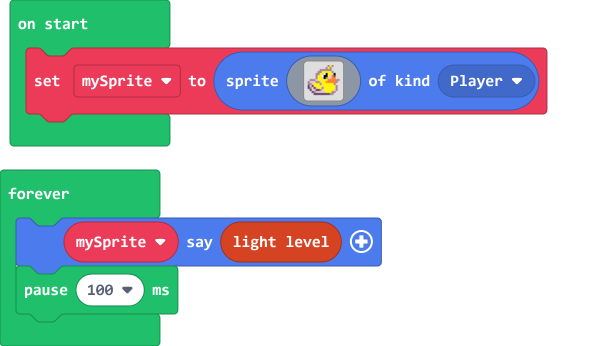 on start
set mySprite to sprite of kind Player
forever
mySprite say light level
pause 100 ms